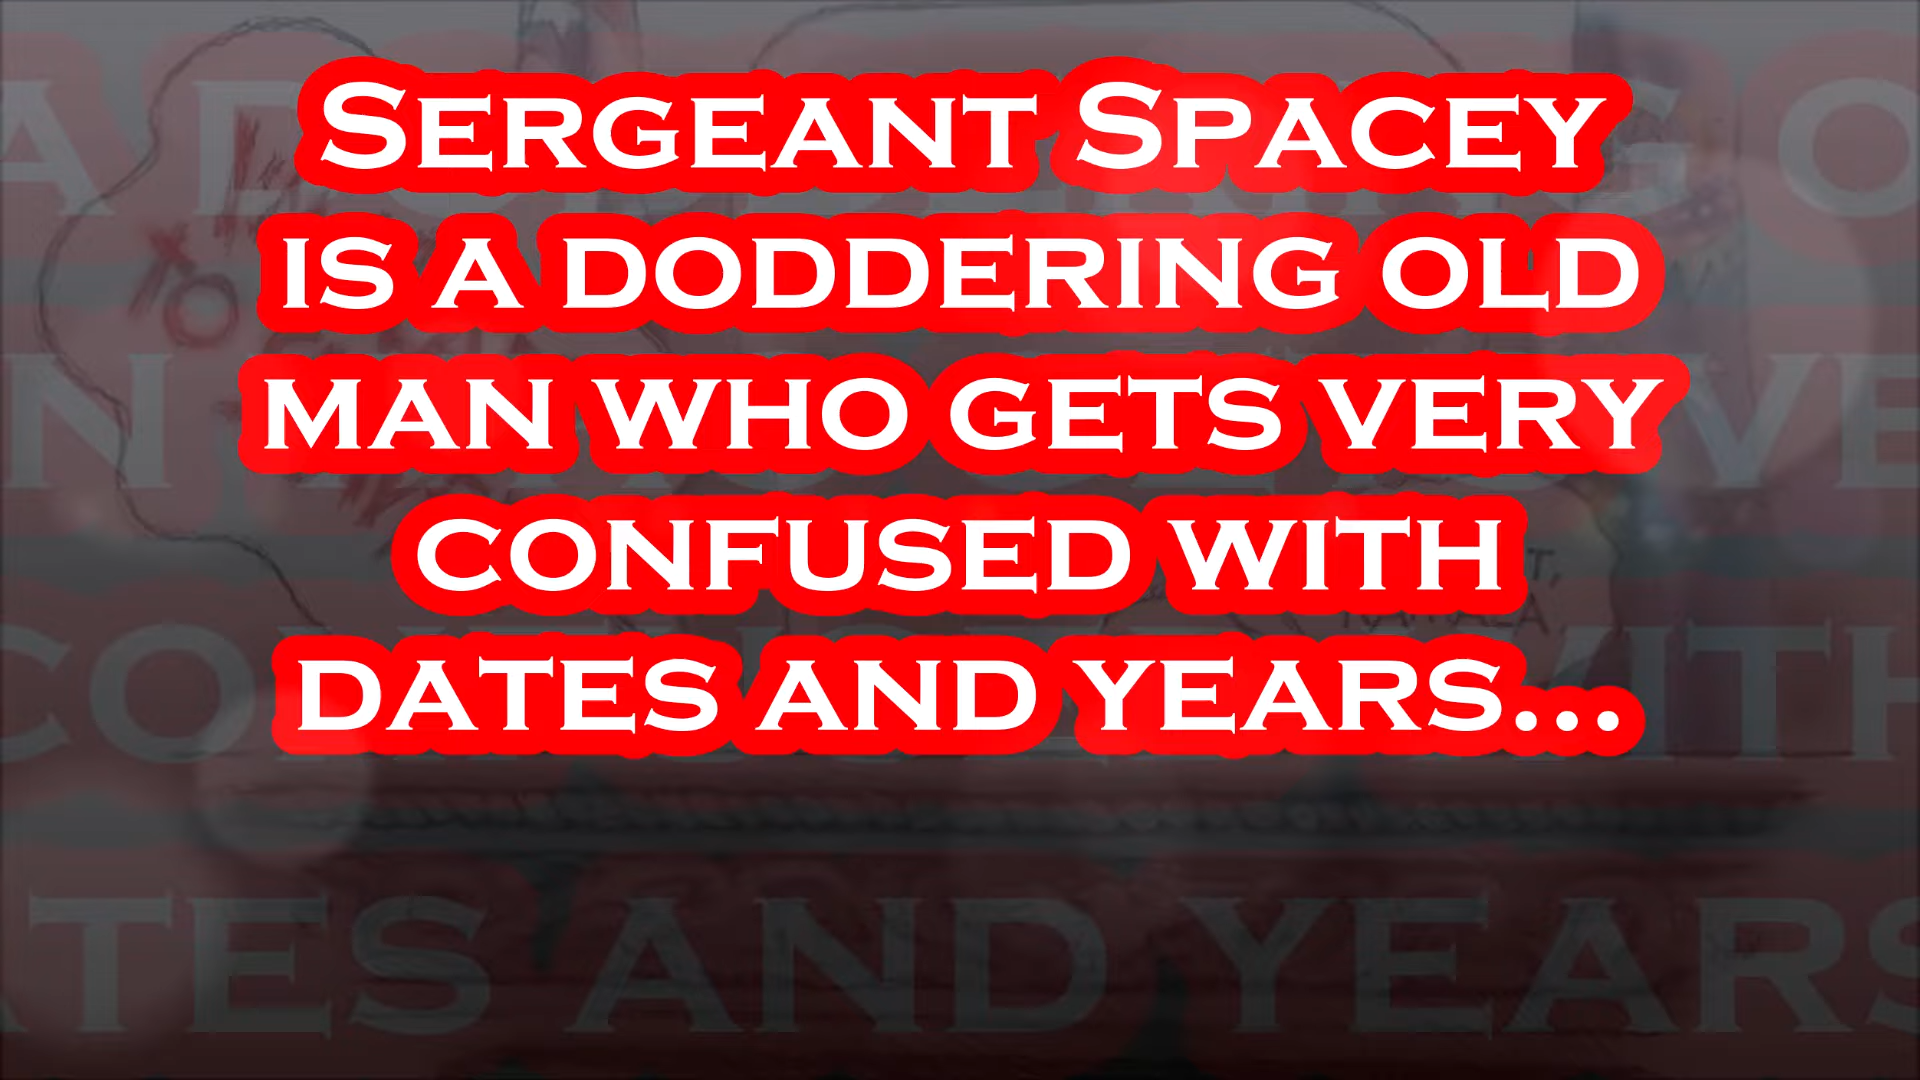 Sergeant Spacey
is a doddering old
man who gets very
confused with
dates and years...